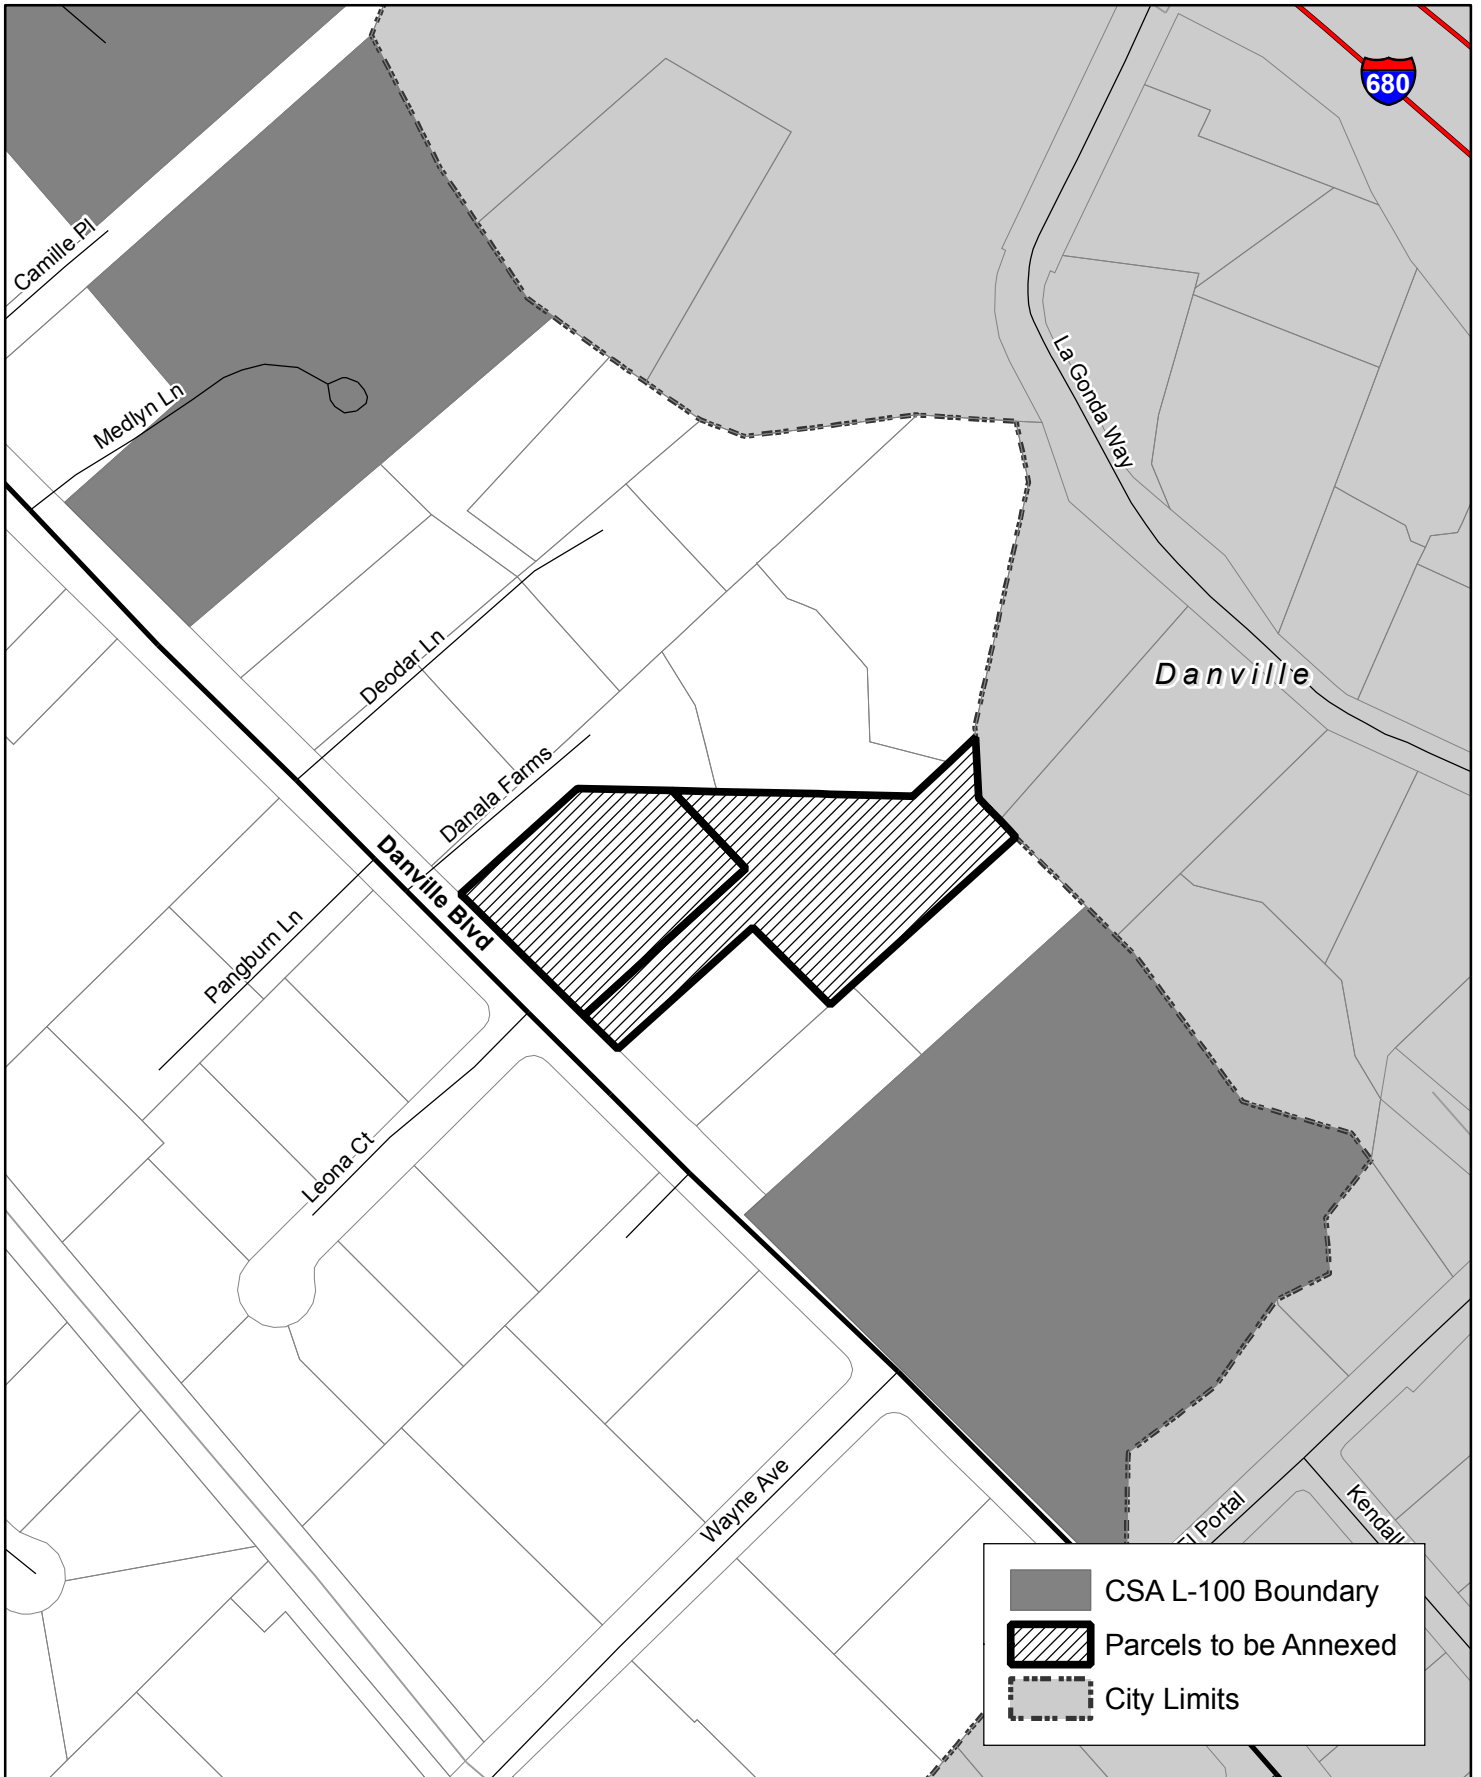 680
Camille Pl
La Gonda Way
Medlyn Ln
Deodar Ln
Danville
Danala Farms
Danville Blvd
Pangburn Ln
Leona Ct
Wayne Ave
El Portal
Kendall
CSA L-100 Boundary
Parcels to be Annexed
City Limits